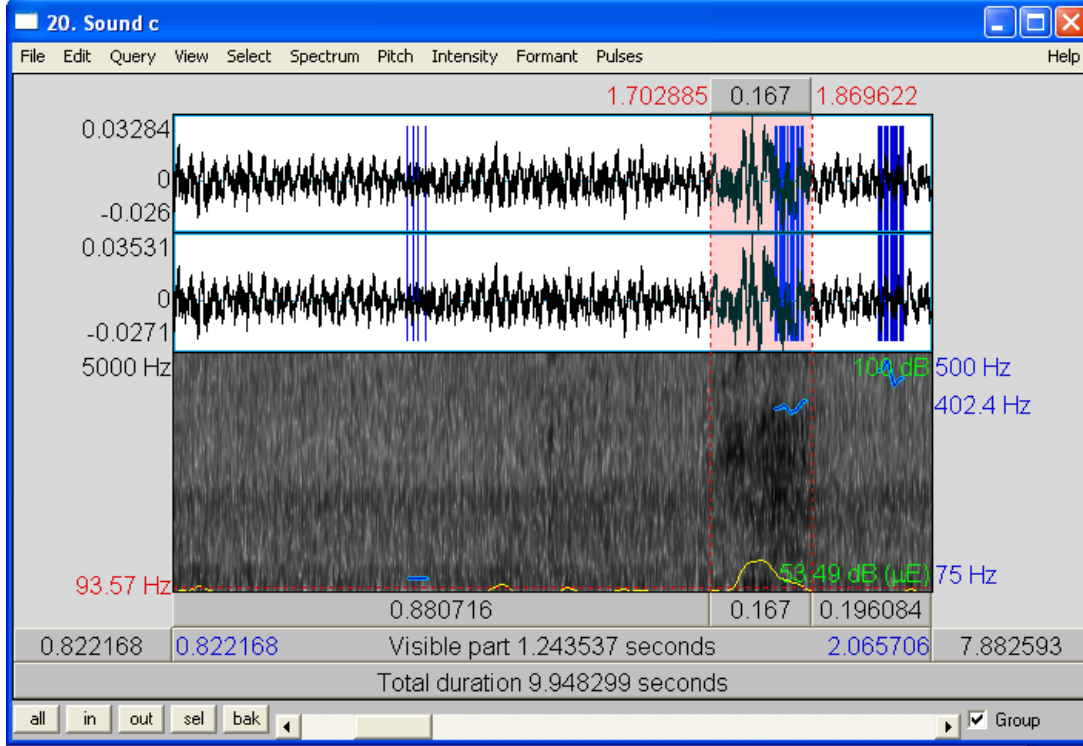 20. Sound c
File Edit Query View Select Spectrum Pitch Intensity Formant Pulses Help
1.702885 0.167 1.869622
0.03284
0
-0.026
0.03531
0
-0.0271
5000 Hz 100 dB 500 Hz
402.4 Hz
93.57 Hz 53.49 dB (µE) 75 Hz
0.880716 0.167 0.196084
0.822168 0.822168 Visible part 1.243537 seconds 2.065706 7.882593
Total duration 9.948299 seconds
all in out sel bak Group